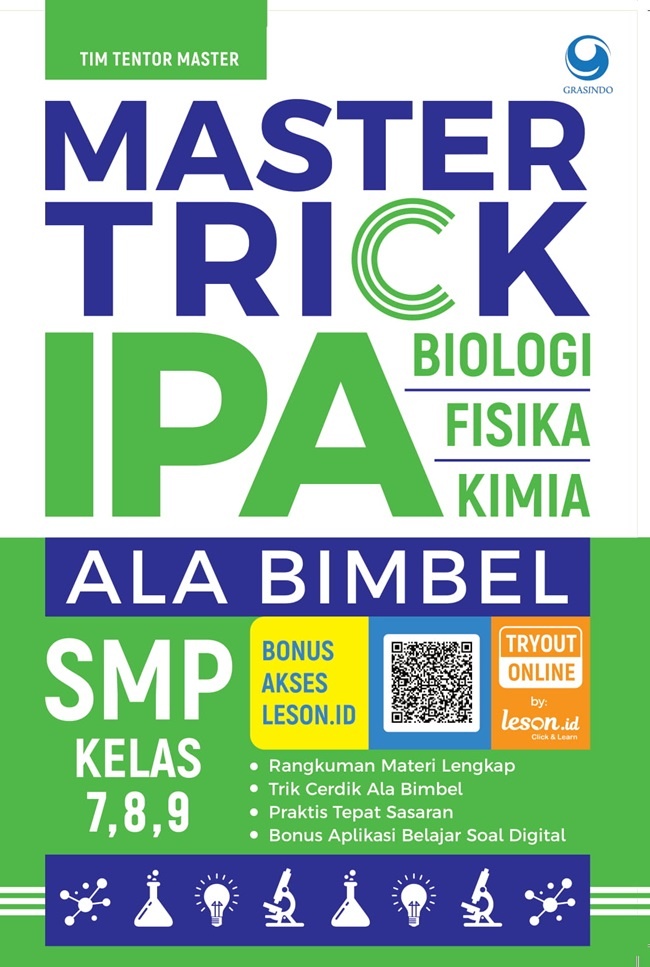 TIM TENTOR MASTER
GRASINDO
MASTER
TRICK
IPA
BIOLOGI
FISIKA
KIMIA
ALA BIMBEL
SMP
KELAS
7,8,9
BONUS
AKSES
LESON.ID
TRYOUT
ONLINE
by:
leson.id
Click & Learn
• Rangkuman Materi Lengkap
• Trik Cerdik Ala Bimbel
• Praktis Tepat Sasaran
• Bonus Aplikasi Belajar Soal Digital